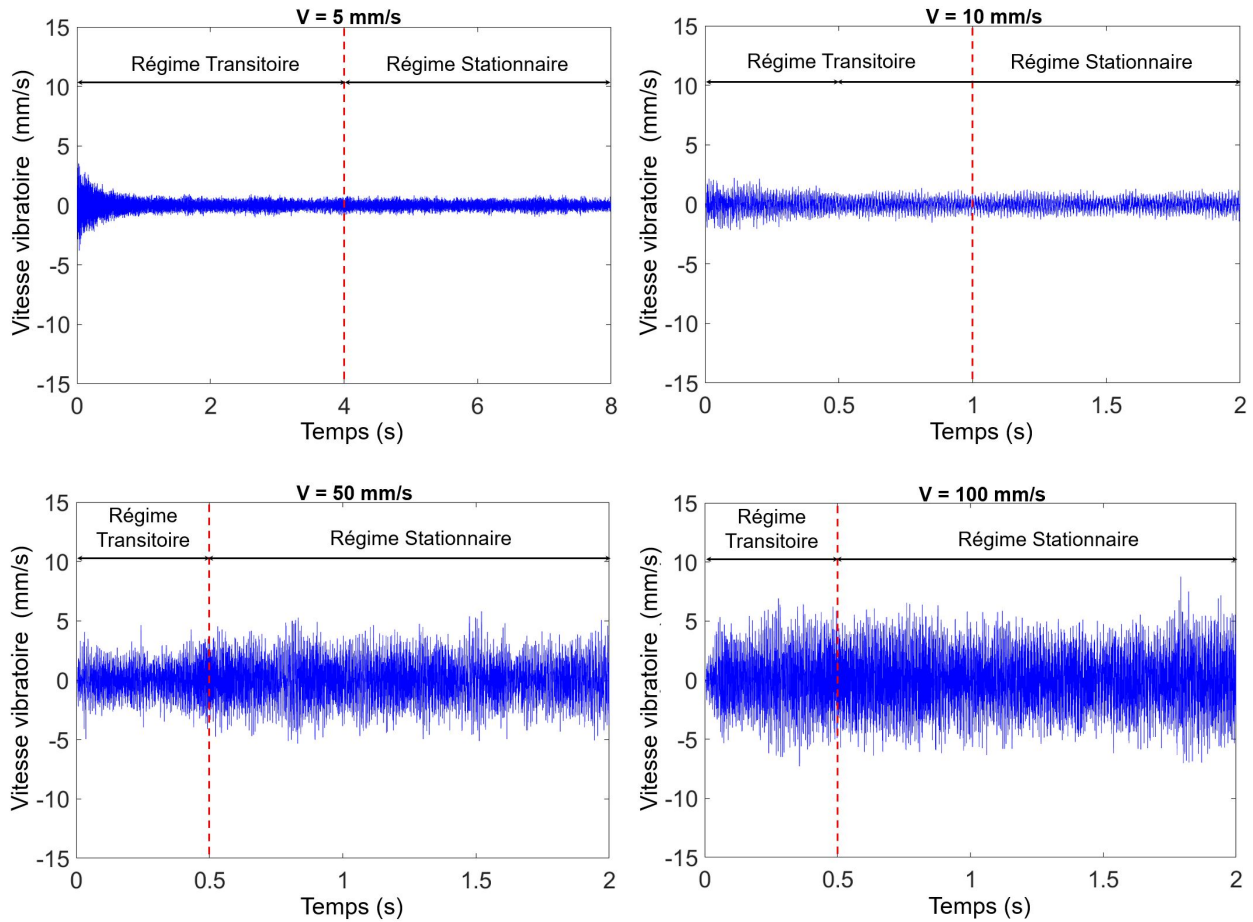 V = 5 mm/s
15
10
5
0
-5
-10
-15
Régime Transitoire
Régime Stationnaire
Vitesse vibratoire (mm/s)
0
2
4
6
8
Temps (s)
V = 10 mm/s
15
10
5
0
-5
-10
-15
Régime Transitoire
Régime Stationnaire
Vitesse vibratoire (mm/s)
0
0.5
1
1.5
2
Temps (s)
V = 50 mm/s
15
10
5
0
-5
-10
-15
Régime
Transitoire
Régime Stationnaire
Vitesse vibratoire (mm/s)
0
0.5
1
1.5
2
Temps (s)
V = 100 mm/s
15
10
5
0
-5
-10
-15
Régime
Transitoire
Régime Stationnaire
Vitesse vibratoire (mm/s)
0
0.5
1
1.5
2
Temps (s)